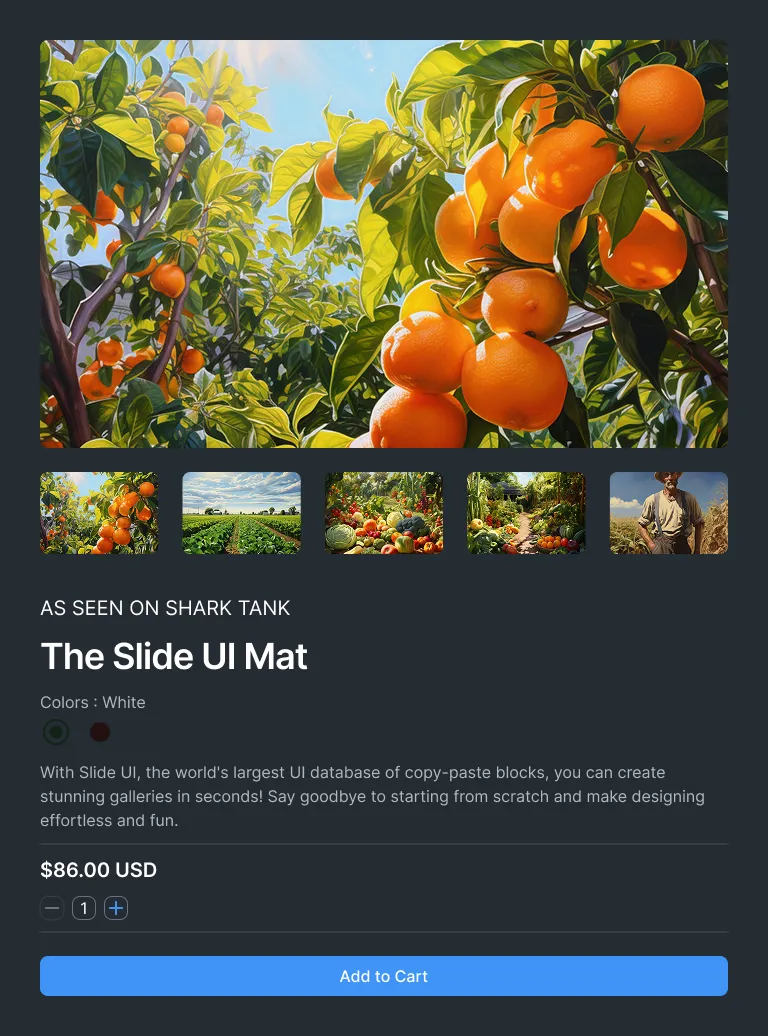 AS SEEN ON SHARK TANK
The Slide UI Mat
Colors : White
With Slide UI, the world's largest UI database of copy-paste blocks, you can create
stunning galleries in seconds! Say goodbye to starting from scratch and make designing
effortless and fun.
$86.00 USD
1
Add to Cart